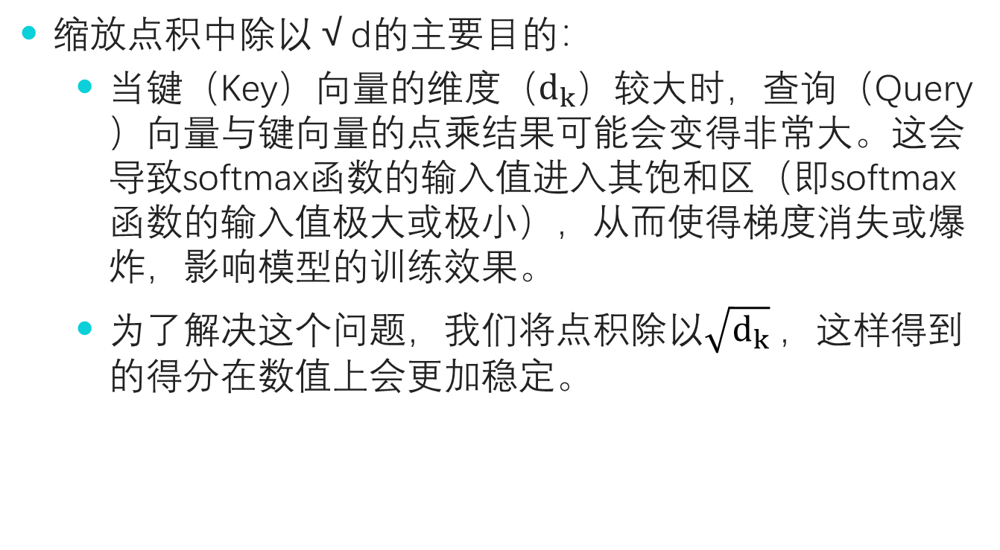 缩放点积中除以 √ d的主要目的：
当键（Key）向量的维度（dₖ）较大时，查询（Query
）向量与键向量的点乘结果可能会变得非常大。这会
导致softmax函数的输入值进入其饱和区（即softmax
函数的输入值极大或极小），从而使得梯度消失或爆
炸，影响模型的训练效果。
为了解决这个问题，我们将点积除以√dₖ，这样得到
的得分在数值上会更加稳定。